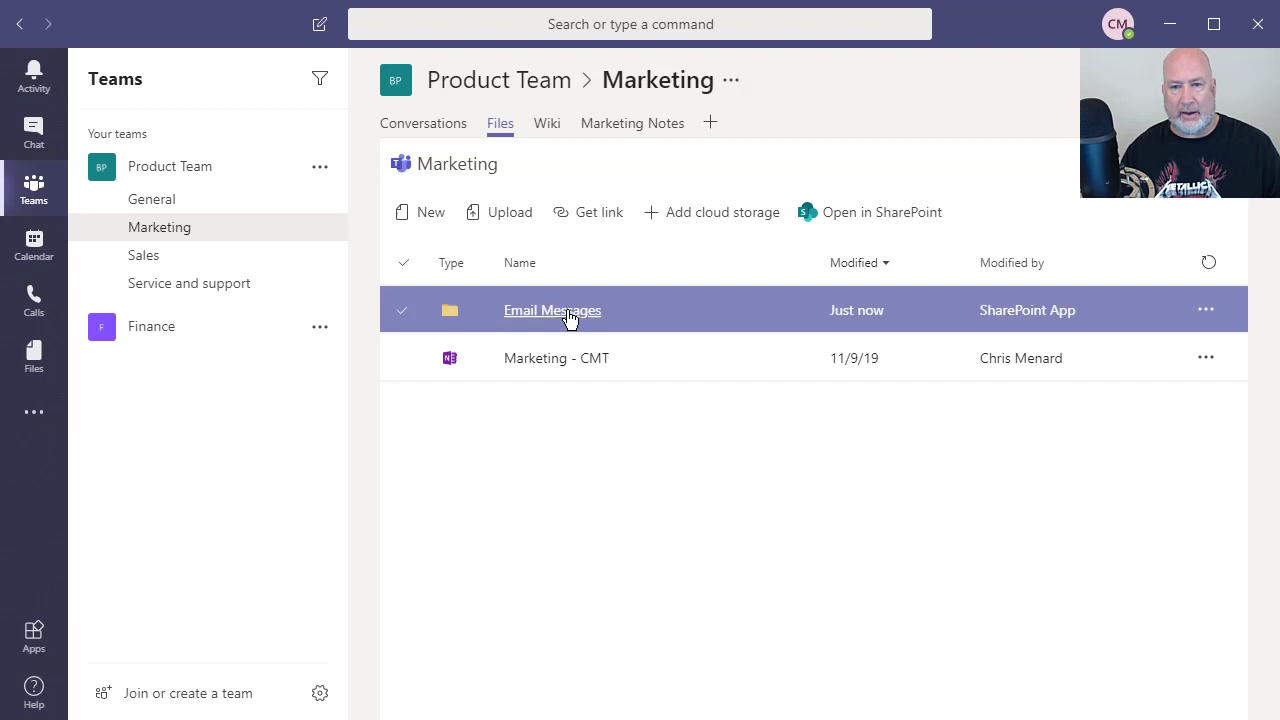 Search or type a command
CM
Activity
Chat
Teams
Calendar
Calls
Files
Apps
Help
Teams
Your teams
BP Product Team
General
Marketing
Sales
Service and support
F Finance
Join or create a team
BP Product Team > Marketing
Conversations Files Wiki Marketing Notes
Marketing
New Upload Get link Add cloud storage Open in SharePoint
Type Name Modified Modified by
Email Messages Just now SharePoint App
Marketing - CMT 11/9/19 Chris Menard
METALLICA